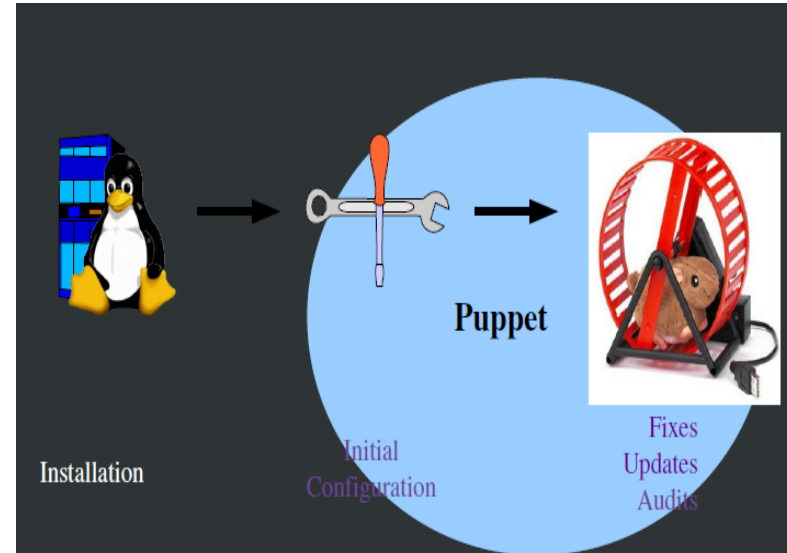 Puppet
Installation
Initial
Configuration
Fixes
Updates
Audits